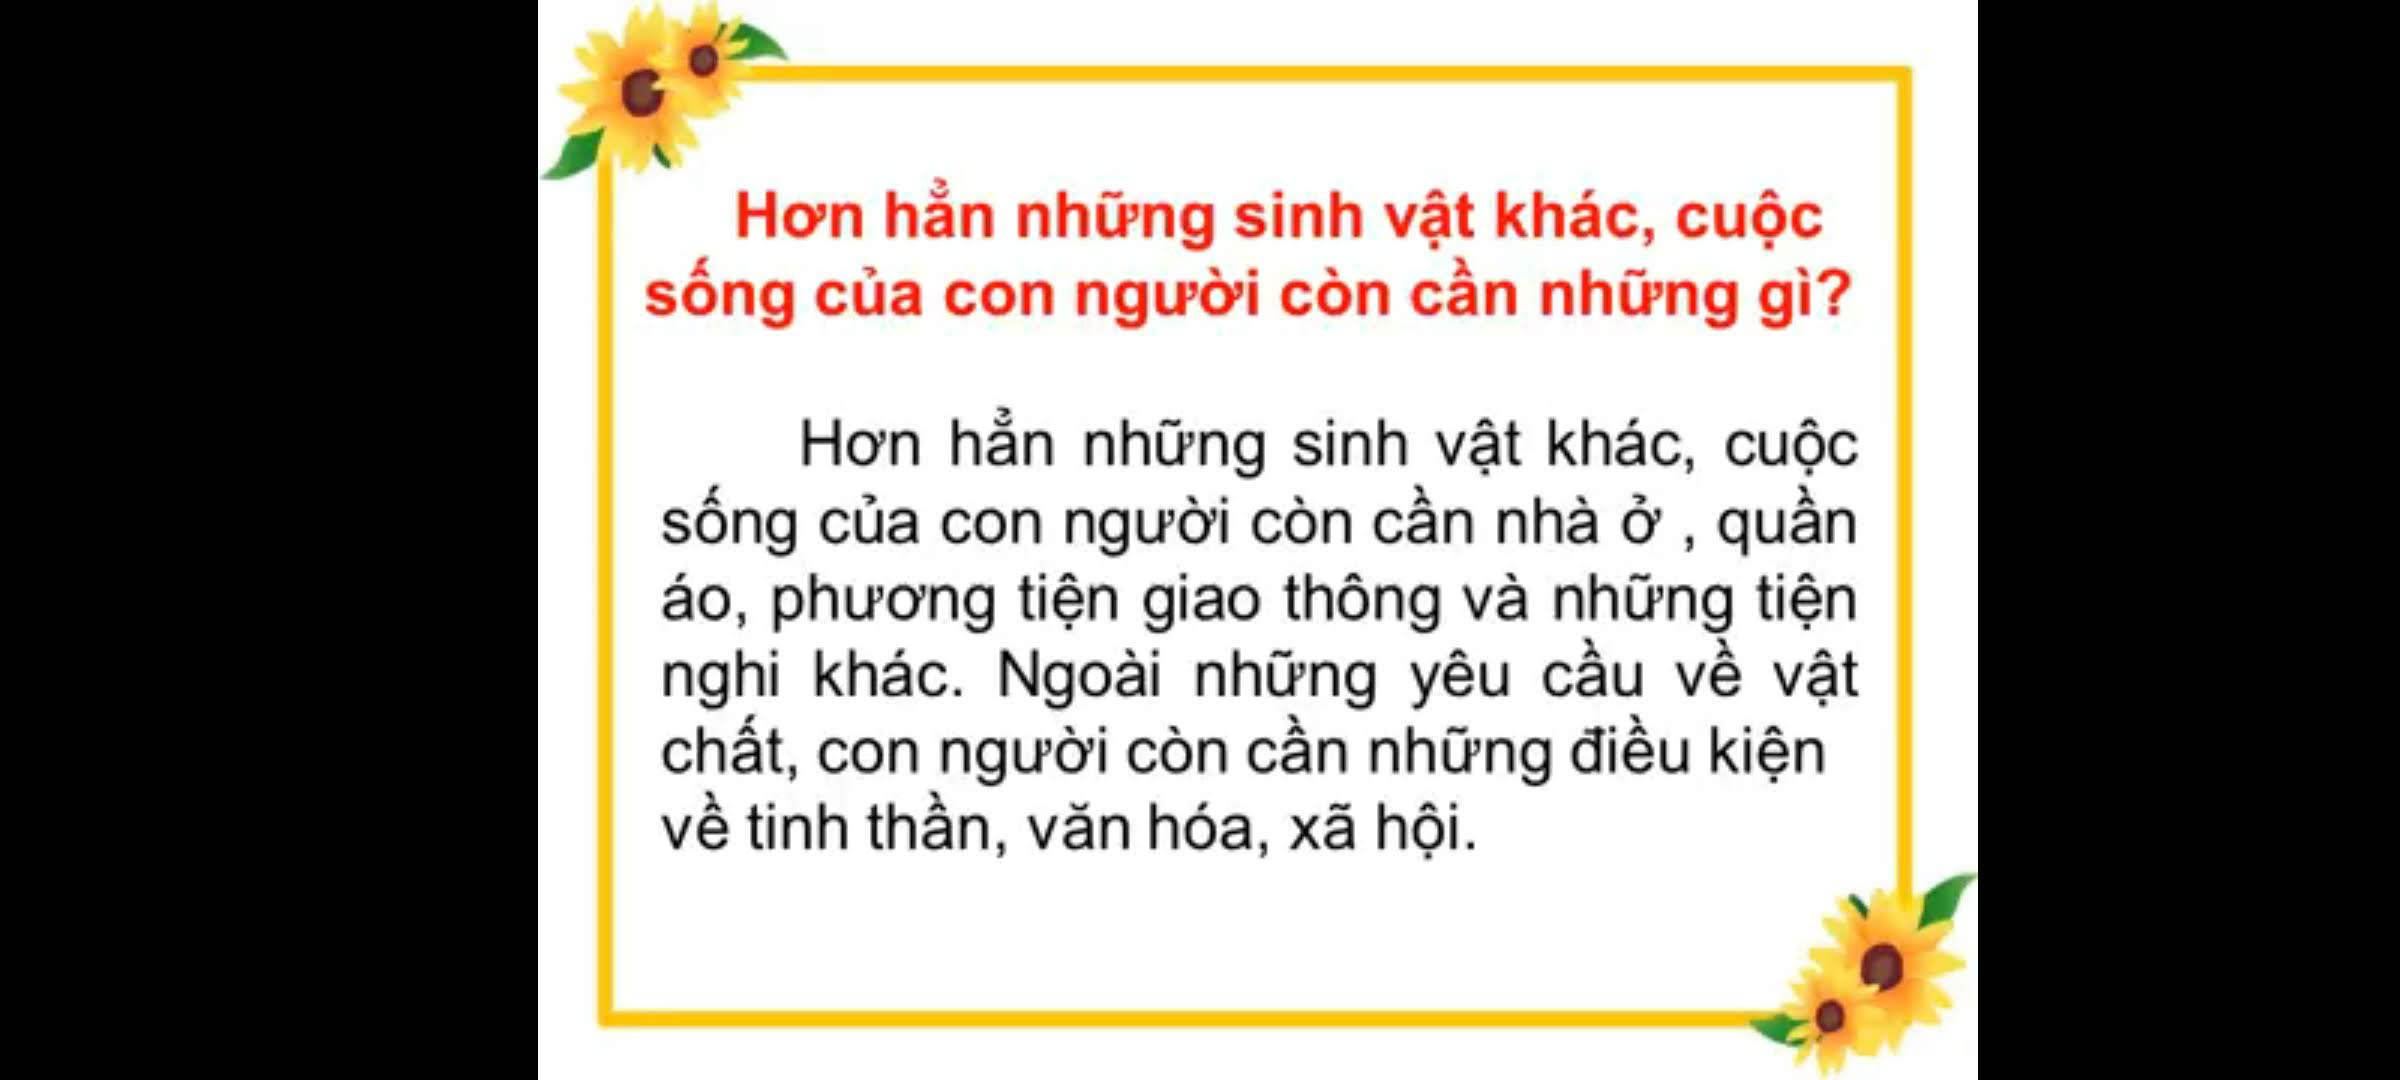 Hơn hẳn những sinh vật khác, cuộc
sống của con người còn cần những gì?
Hơn hẳn những sinh vật khác, cuộc
sống của con người còn cần nhà ở , quần
áo, phương tiện giao thông và những tiện
nghi khác. Ngoài những yêu cầu về vật
chất, con người còn cần những điều kiện
về tinh thần, văn hóa, xã hội.